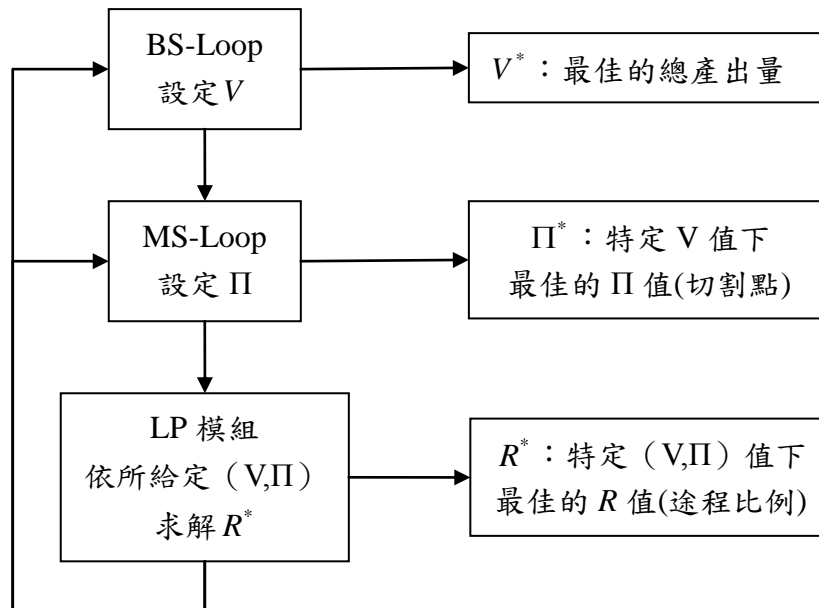 BS-Loop
設定V
V*：最佳的總產出量
MS-Loop
設定 Π
Π*：特定 V 值下
最佳的 Π 值(切割點)
LP 模組
依所給定（V,Π）
求解 R*
R*：特定（V,Π）值下
最佳的 R 值(途程比例)